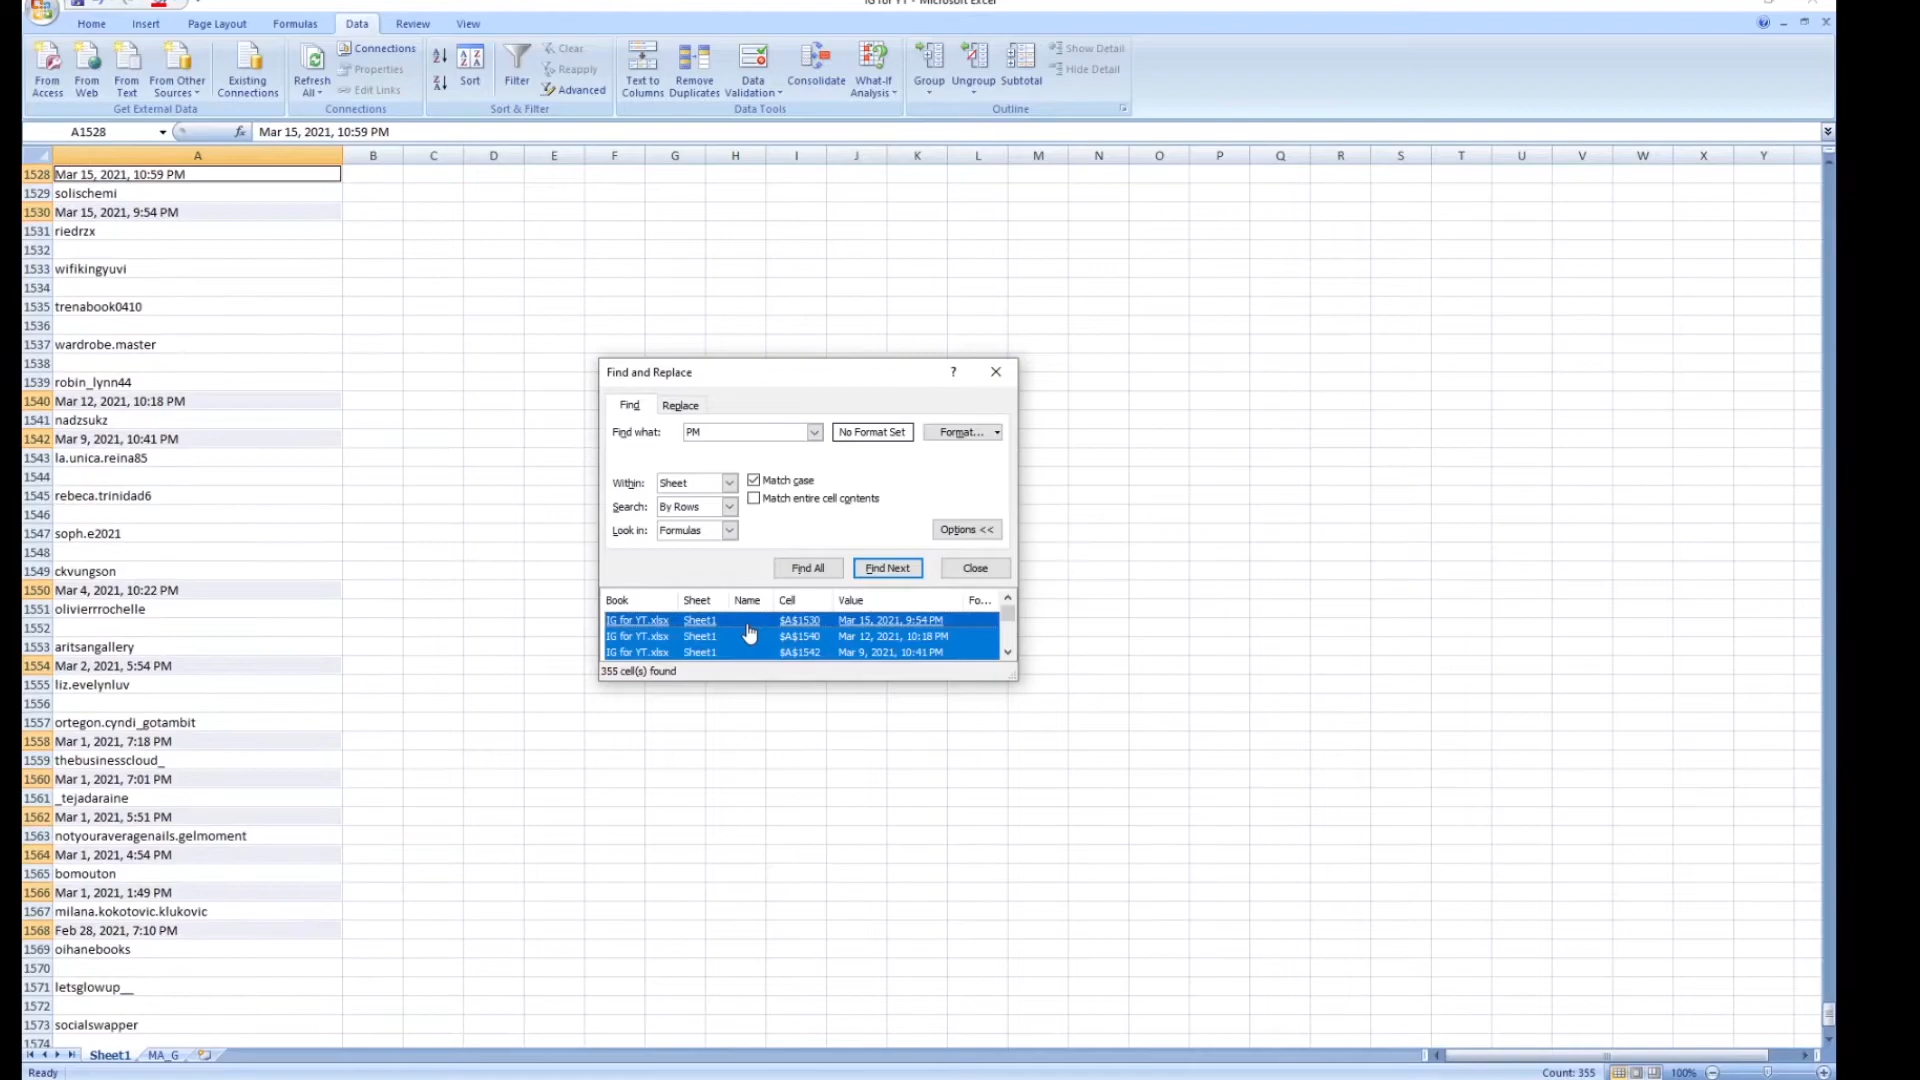 IG for YT - Microsoft Excel
Home Insert Page Layout Formulas Data Review View
From Access
From Web
From Text
From Other Sources
Existing Connections
Get External Data
Refresh All
Connections
Properties
Edit Links
Connections
Sort
Filter
Clear
Reapply
Advanced
Sort & Filter
Text to Columns
Remove Duplicates
Data Validation
Consolidate
What-If Analysis
Data Tools
Group
Ungroup
Subtotal
Show Detail
Hide Detail
Outline
A1528 fx Mar 15, 2021, 10:59 PM
A B C D E F G H I J K L M N O P Q R S T U V W X Y
1528 Mar 15, 2021, 10:59 PM
1529 solischemi
1530 Mar 15, 2021, 9:54 PM
1531 riedrzx
1532
1533 wifikingyuvi
1534
1535 trenabook0410
1536
1537 wardrobe.master
1538
1539 robin_lynn44
1540 Mar 12, 2021, 10:18 PM
1541 nadzsukz
1542 Mar 9, 2021, 10:41 PM
1543 la.unica.reina85
1544
1545 rebeca.trinidad6
1546
1547 soph.e2021
1548
1549 ckvungson
1550 Mar 4, 2021, 10:22 PM
1551 olivierrrochelle
1552
1553 aritsangallery
1554 Mar 2, 2021, 5:54 PM
1555 liz.evelynluv
1556
1557 ortegon.cyndi_gotambit
1558 Mar 1, 2021, 7:18 PM
1559 thebusinesscloud_
1560 Mar 1, 2021, 7:01 PM
1561 _tejadaraine
1562 Mar 1, 2021, 5:51 PM
1563 notyouraveragenails.gelmoment
1564 Mar 1, 2021, 4:54 PM
1565 bomouton
1566 Mar 1, 2021, 1:49 PM
1567 milana.kokotovic.klukovic
1568 Feb 28, 2021, 7:10 PM
1569 oihanebooks
1570
1571 letsglowup__
1572
1573 socialswapper
1574
Find and Replace ?
Find Replace
Find what: PM No Format Set Format...
Within: Sheet Match case
Match entire cell contents
Search: By Rows
Look in: Formulas Options <<
Find All Find Next Close
Book Sheet Name Cell Value Fo...
IG for YT.xlsx Sheet1 $A$1530 Mar 15, 2021, 9:54 PM
IG for YT.xlsx Sheet1 $A$1540 Mar 12, 2021, 10:18 PM
IG for YT.xlsx Sheet1 $A$1542 Mar 9, 2021, 10:41 PM
355 cell(s) found
Sheet1 MA_G
Ready Count: 355 100%